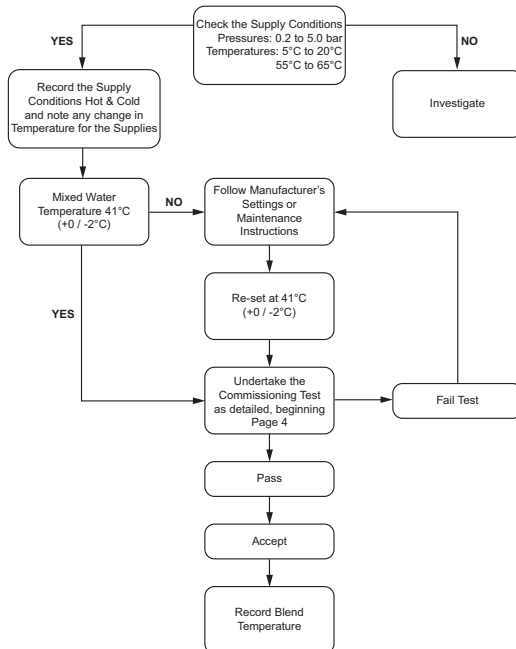 Check the Supply Conditions
Pressures: 0.2 to 5.0 bar
Temperatures: 5°C to 20°C
55°C to 65°C
YES
NO
Record the Supply
Conditions Hot & Cold
and note any change in
Temperature for the Supplies
Investigate
Mixed Water
Temperature 41°C
(+0 / -2°C)
NO
Follow Manufacturer's
Settings or
Maintenance
Instructions
YES
Re-set at 41°C
(+0 / -2°C)
Undertake the
Commissioning Test
as detailed, beginning
Page 4
Fail Test
Pass
Accept
Record Blend
Temperature